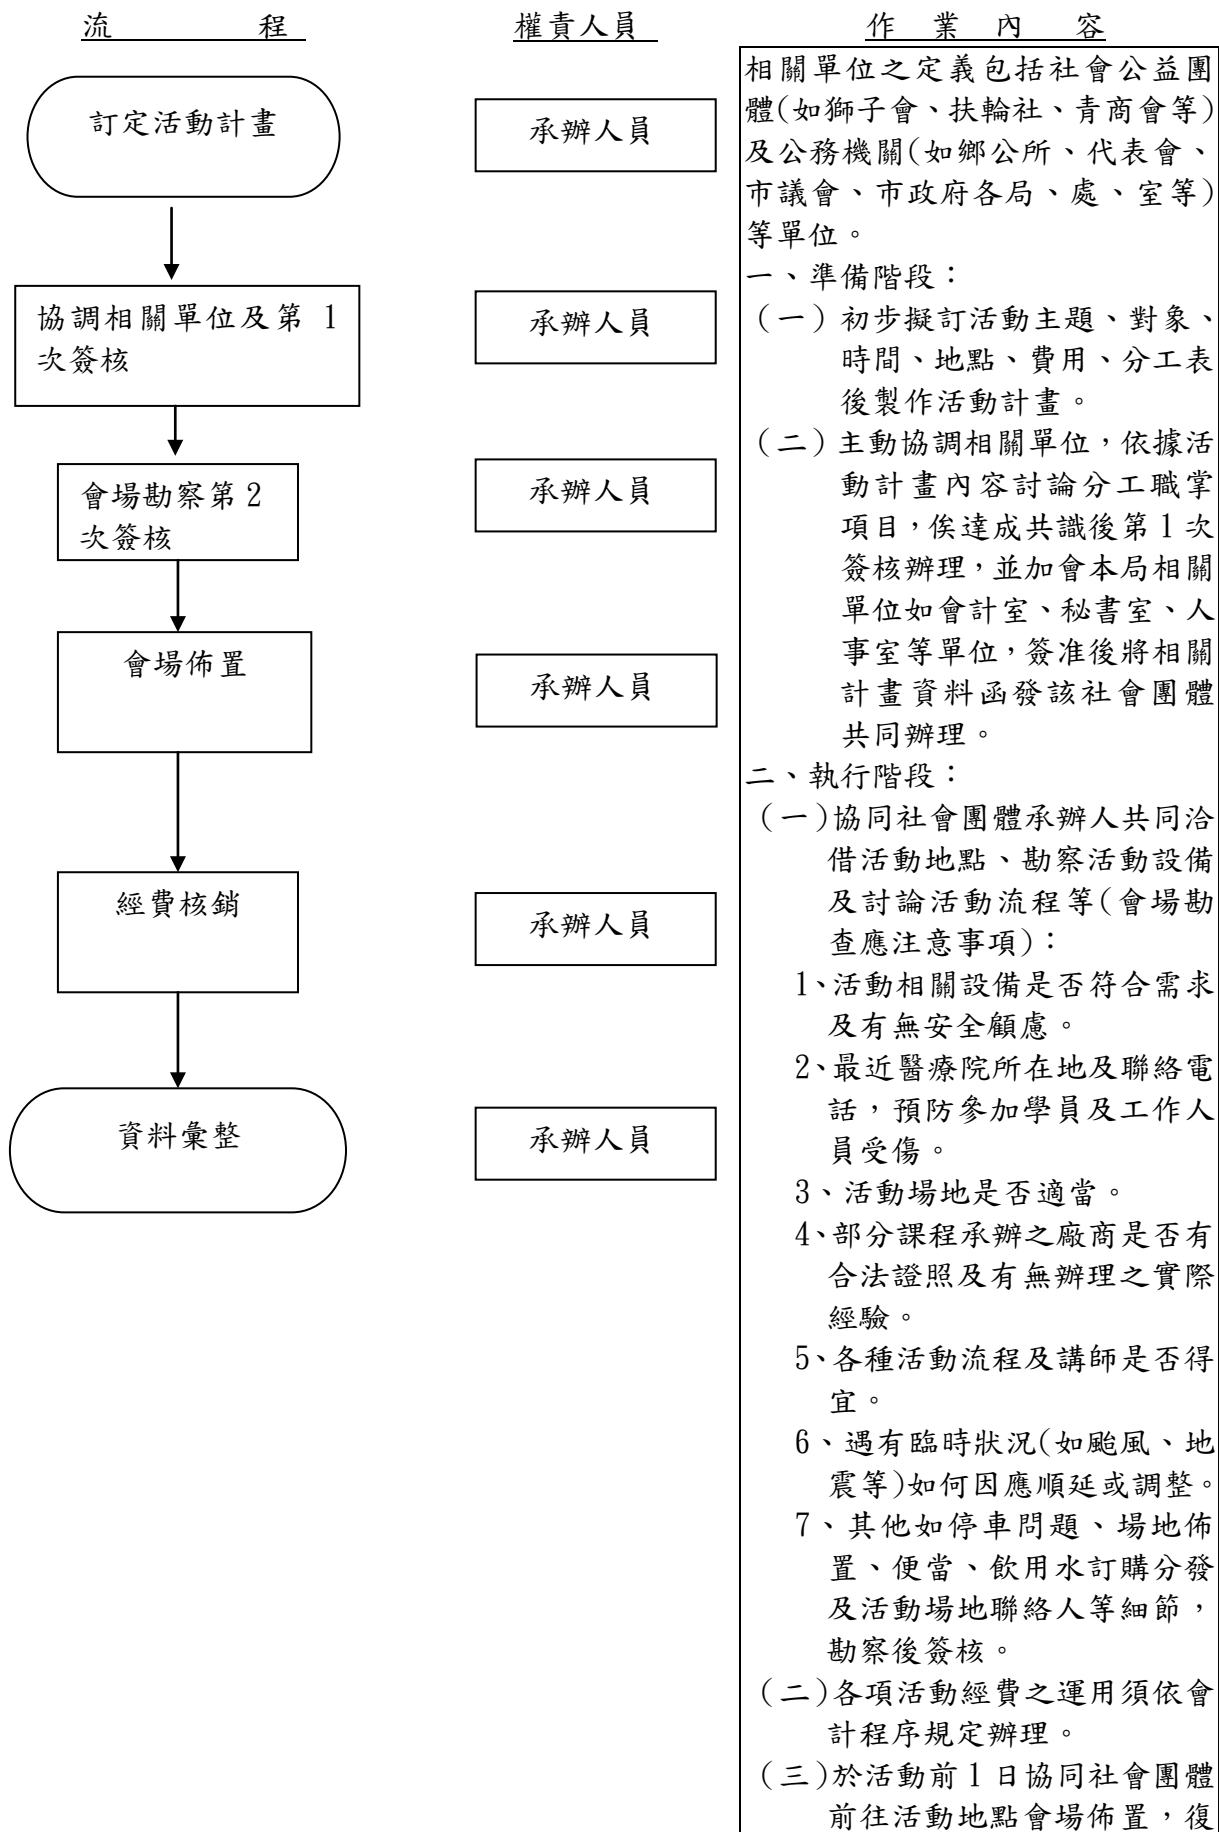 流程
權責人員
作業內容
訂定活動計畫
承辦人員
協調相關單位及第 1
次簽核
承辦人員
會場勘察第 2
次簽核
承辦人員
會場佈置
承辦人員
經費核銷
承辦人員
資料彙整
承辦人員
相關單位之定義包括社會公益團
體(如獅子會、扶輪社、青商會等)
及公務機關(如鄉公所、代表會、
市議會、市政府各局、處、室等)
等單位。
一、準備階段：
(一)初步擬訂活動主題、對象、
時間、地點、費用、分工表
後製作活動計畫。
(二)主動協調相關單位，依據活
動計畫內容討論分工職掌
項目，俟達成共識後第 1 次
簽核辦理，並加會本局相關
單位如會計室、秘書室、人
事室等單位，簽准後將相關
計畫資料函發該社會團體
共同辦理。
二、執行階段：
(一)協同社會團體承辦人共同洽
借活動地點、勘察活動設備
及討論活動流程等(會場勘
查應注意事項)：
1、活動相關設備是否符合需求
及有無安全顧慮。
2、最近醫療院所在地及聯絡電
話，預防參加學員及工作人
員受傷。
3、活動場地是否適當。
4、部分課程承辦之廠商是否有
合法證照及有無辦理之實際
經驗。
5、各種活動流程及講師是否得
宜。
6、遇有臨時狀況(如颱風、地
震等)如何因應順延或調整。
7、其他如停車問題、場地佈
置、便當、飲用水訂購分發
及活動場地聯絡人等細節，
勘察後簽核。
(二)各項活動經費之運用須依會
計程序規定辦理。
(三)於活動前 1 日協同社會團體
前往活動地點會場佈置，復